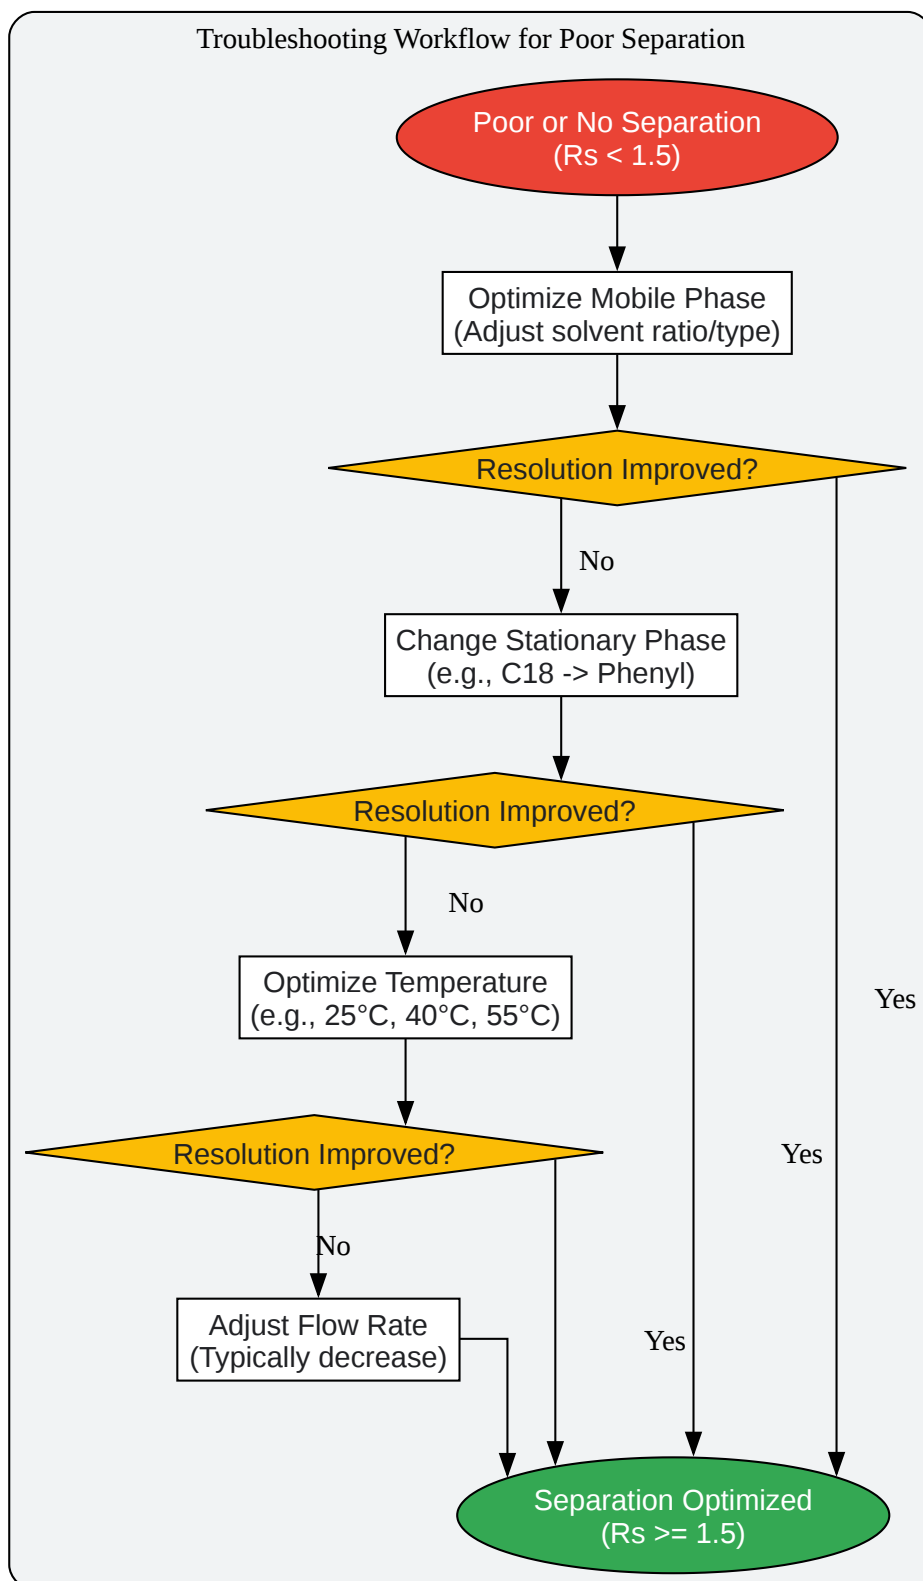 Troubleshooting Workflow for Poor Separation
Poor or No Separation
(Rs < 1.5)
Optimize Mobile Phase
(Adjust solvent ratio/type)
Resolution Improved?
No
Change Stationary Phase
(e.g., C18 -> Phenyl)
Resolution Improved?
No
Optimize Temperature
(e.g., 25°C, 40°C, 55°C)
Yes
Resolution Improved?
Yes
No
Adjust Flow Rate
(Typically decrease)
Yes
Separation Optimized
(Rs >= 1.5)